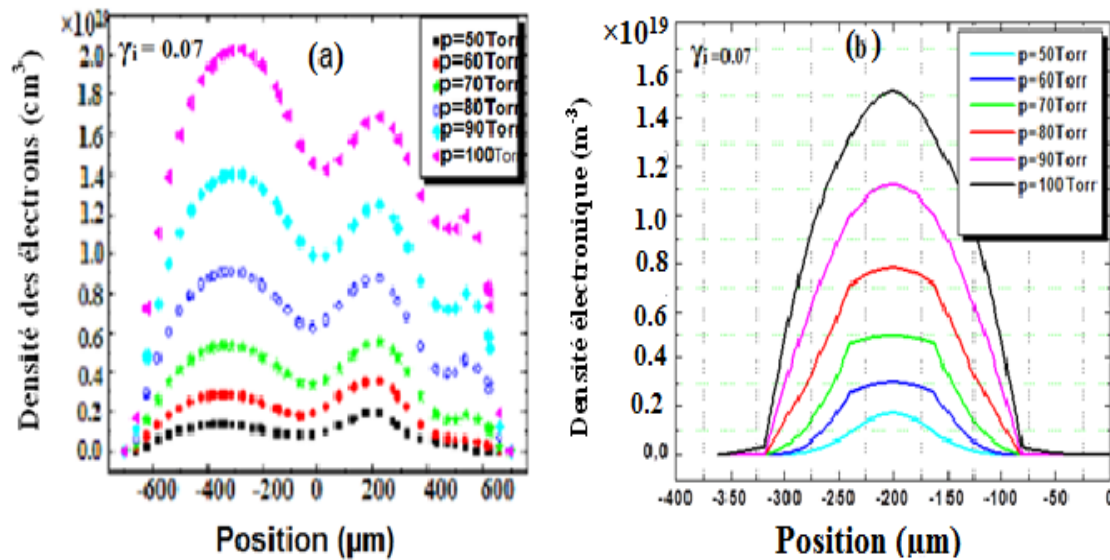 ×10¹⁹
Densité des électrons (cm³)
2.0
1.8
1.6
1.4
1.2
1.0
0.8
0.6
0.4
0.2
0.0
γi = 0.07
(a)
p=50Torr
p=60Torr
p=70Torr
p=80Torr
p=90Torr
p=100Torr
-600 -400 -200 0 200 400 600
Position (µm)
×10¹⁹
Densité électronique (m⁻³)
1.6
1.4
1.2
1.0
0.8
0.6
0.4
0.2
0,0
γi =0.07
(b)
p=50Torr
p=60Torr
p=70Torr
p=80Torr
p=90Torr
p=100Torr
-400 -350 -300 -250 -200 -150 -100 -50 0
Position (µm)